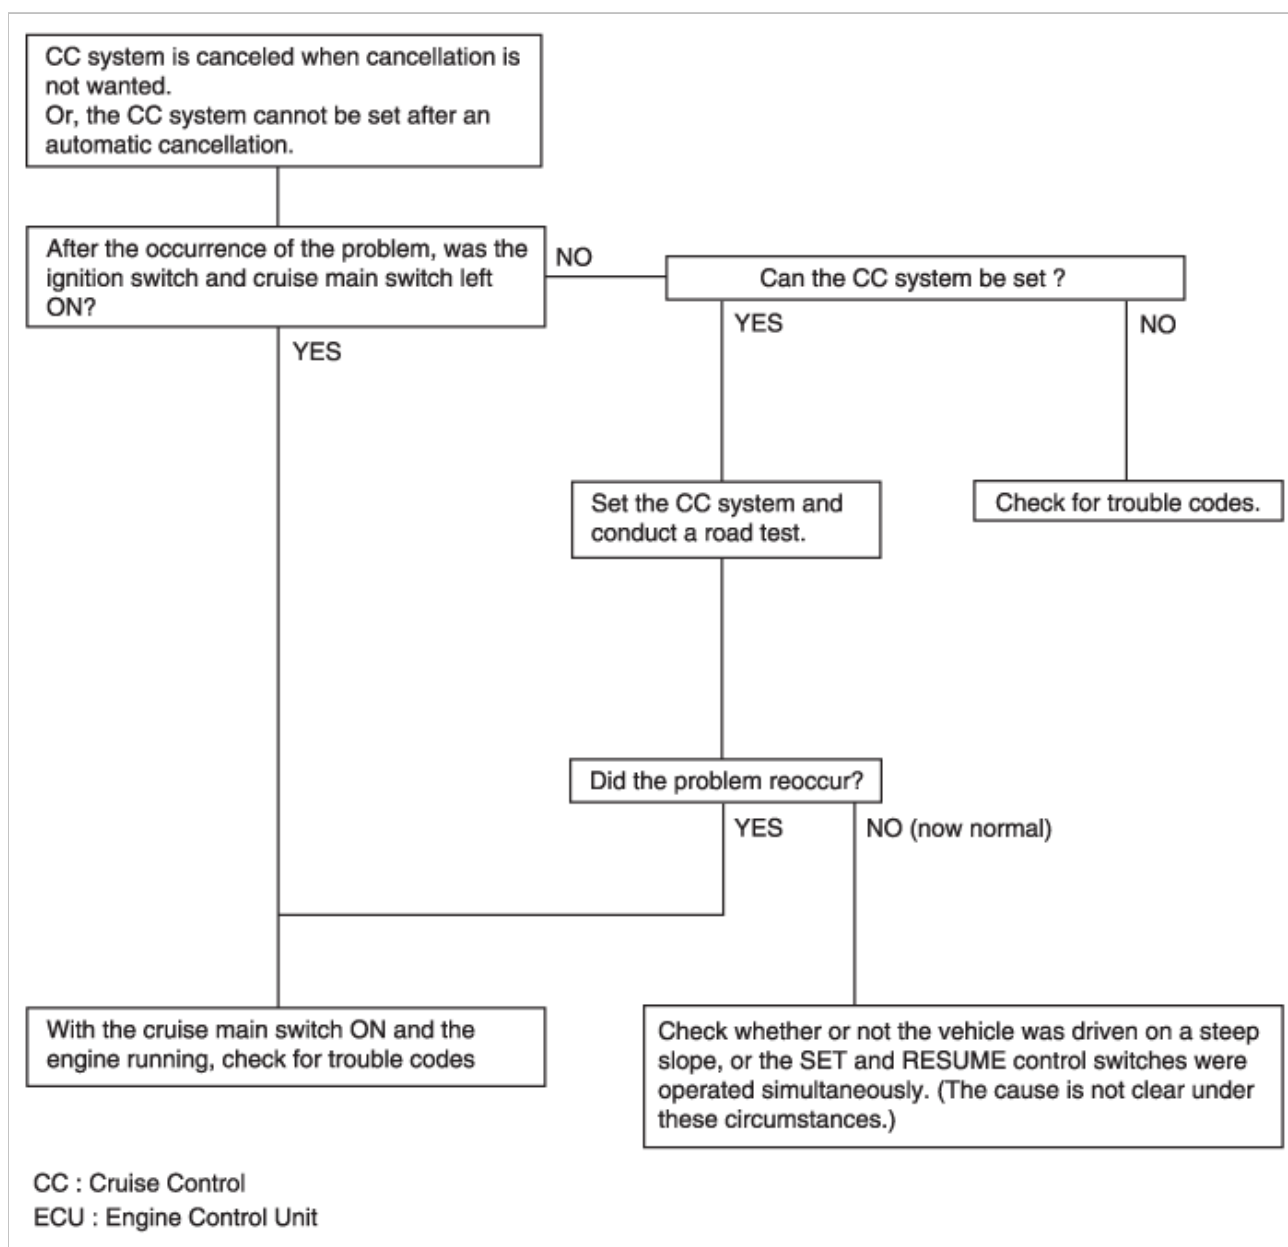 CC system is canceled when cancellation is
not wanted.
Or, the CC system cannot be set after an
automatic cancellation.
After the occurrence of the problem, was the
ignition switch and cruise main switch left
ON?
NO
Can the CC system be set ?
YES
NO
YES
Set the CC system and
conduct a road test.
Check for trouble codes.
Did the problem reoccur?
YES
NO (now normal)
With the cruise main switch ON and the
engine running, check for trouble codes
Check whether or not the vehicle was driven on a steep
slope, or the SET and RESUME control switches were
operated simultaneously. (The cause is not clear under
these circumstances.)
CC : Cruise Control
ECU : Engine Control Unit